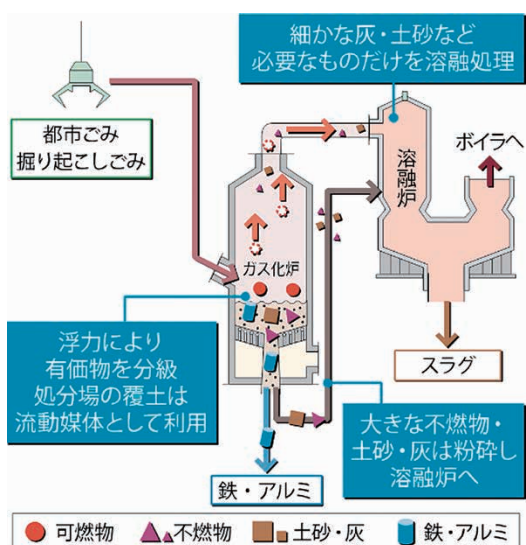 細かな灰・土砂など
必要なものだけを溶融処理
都市ごみ
掘り起こしごみ
ボイラへ
溶融炉
ガス化炉
浮力により
有価物を分級
処分場の覆土は
流動媒体として利用
スラグ
大きな不燃物・
土砂・灰は粉砕し
溶融炉へ
鉄・アルミ
可燃物
不燃物
土砂・灰
鉄・アルミ